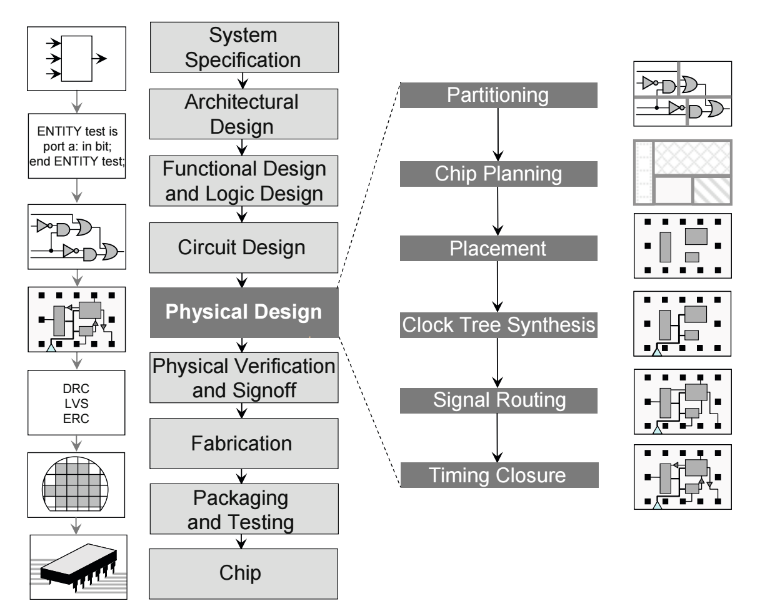 ENTITY test is
port a: in bit;
end ENTITY test;
DRC
LVS
ERC
System
Specification
Architectural
Design
Functional Design
and Logic Design
Circuit Design
Physical Design
Physical Verification
and Signoff
Fabrication
Packaging
and Testing
Chip
Partitioning
Chip Planning
Placement
Clock Tree Synthesis
Signal Routing
Timing Closure